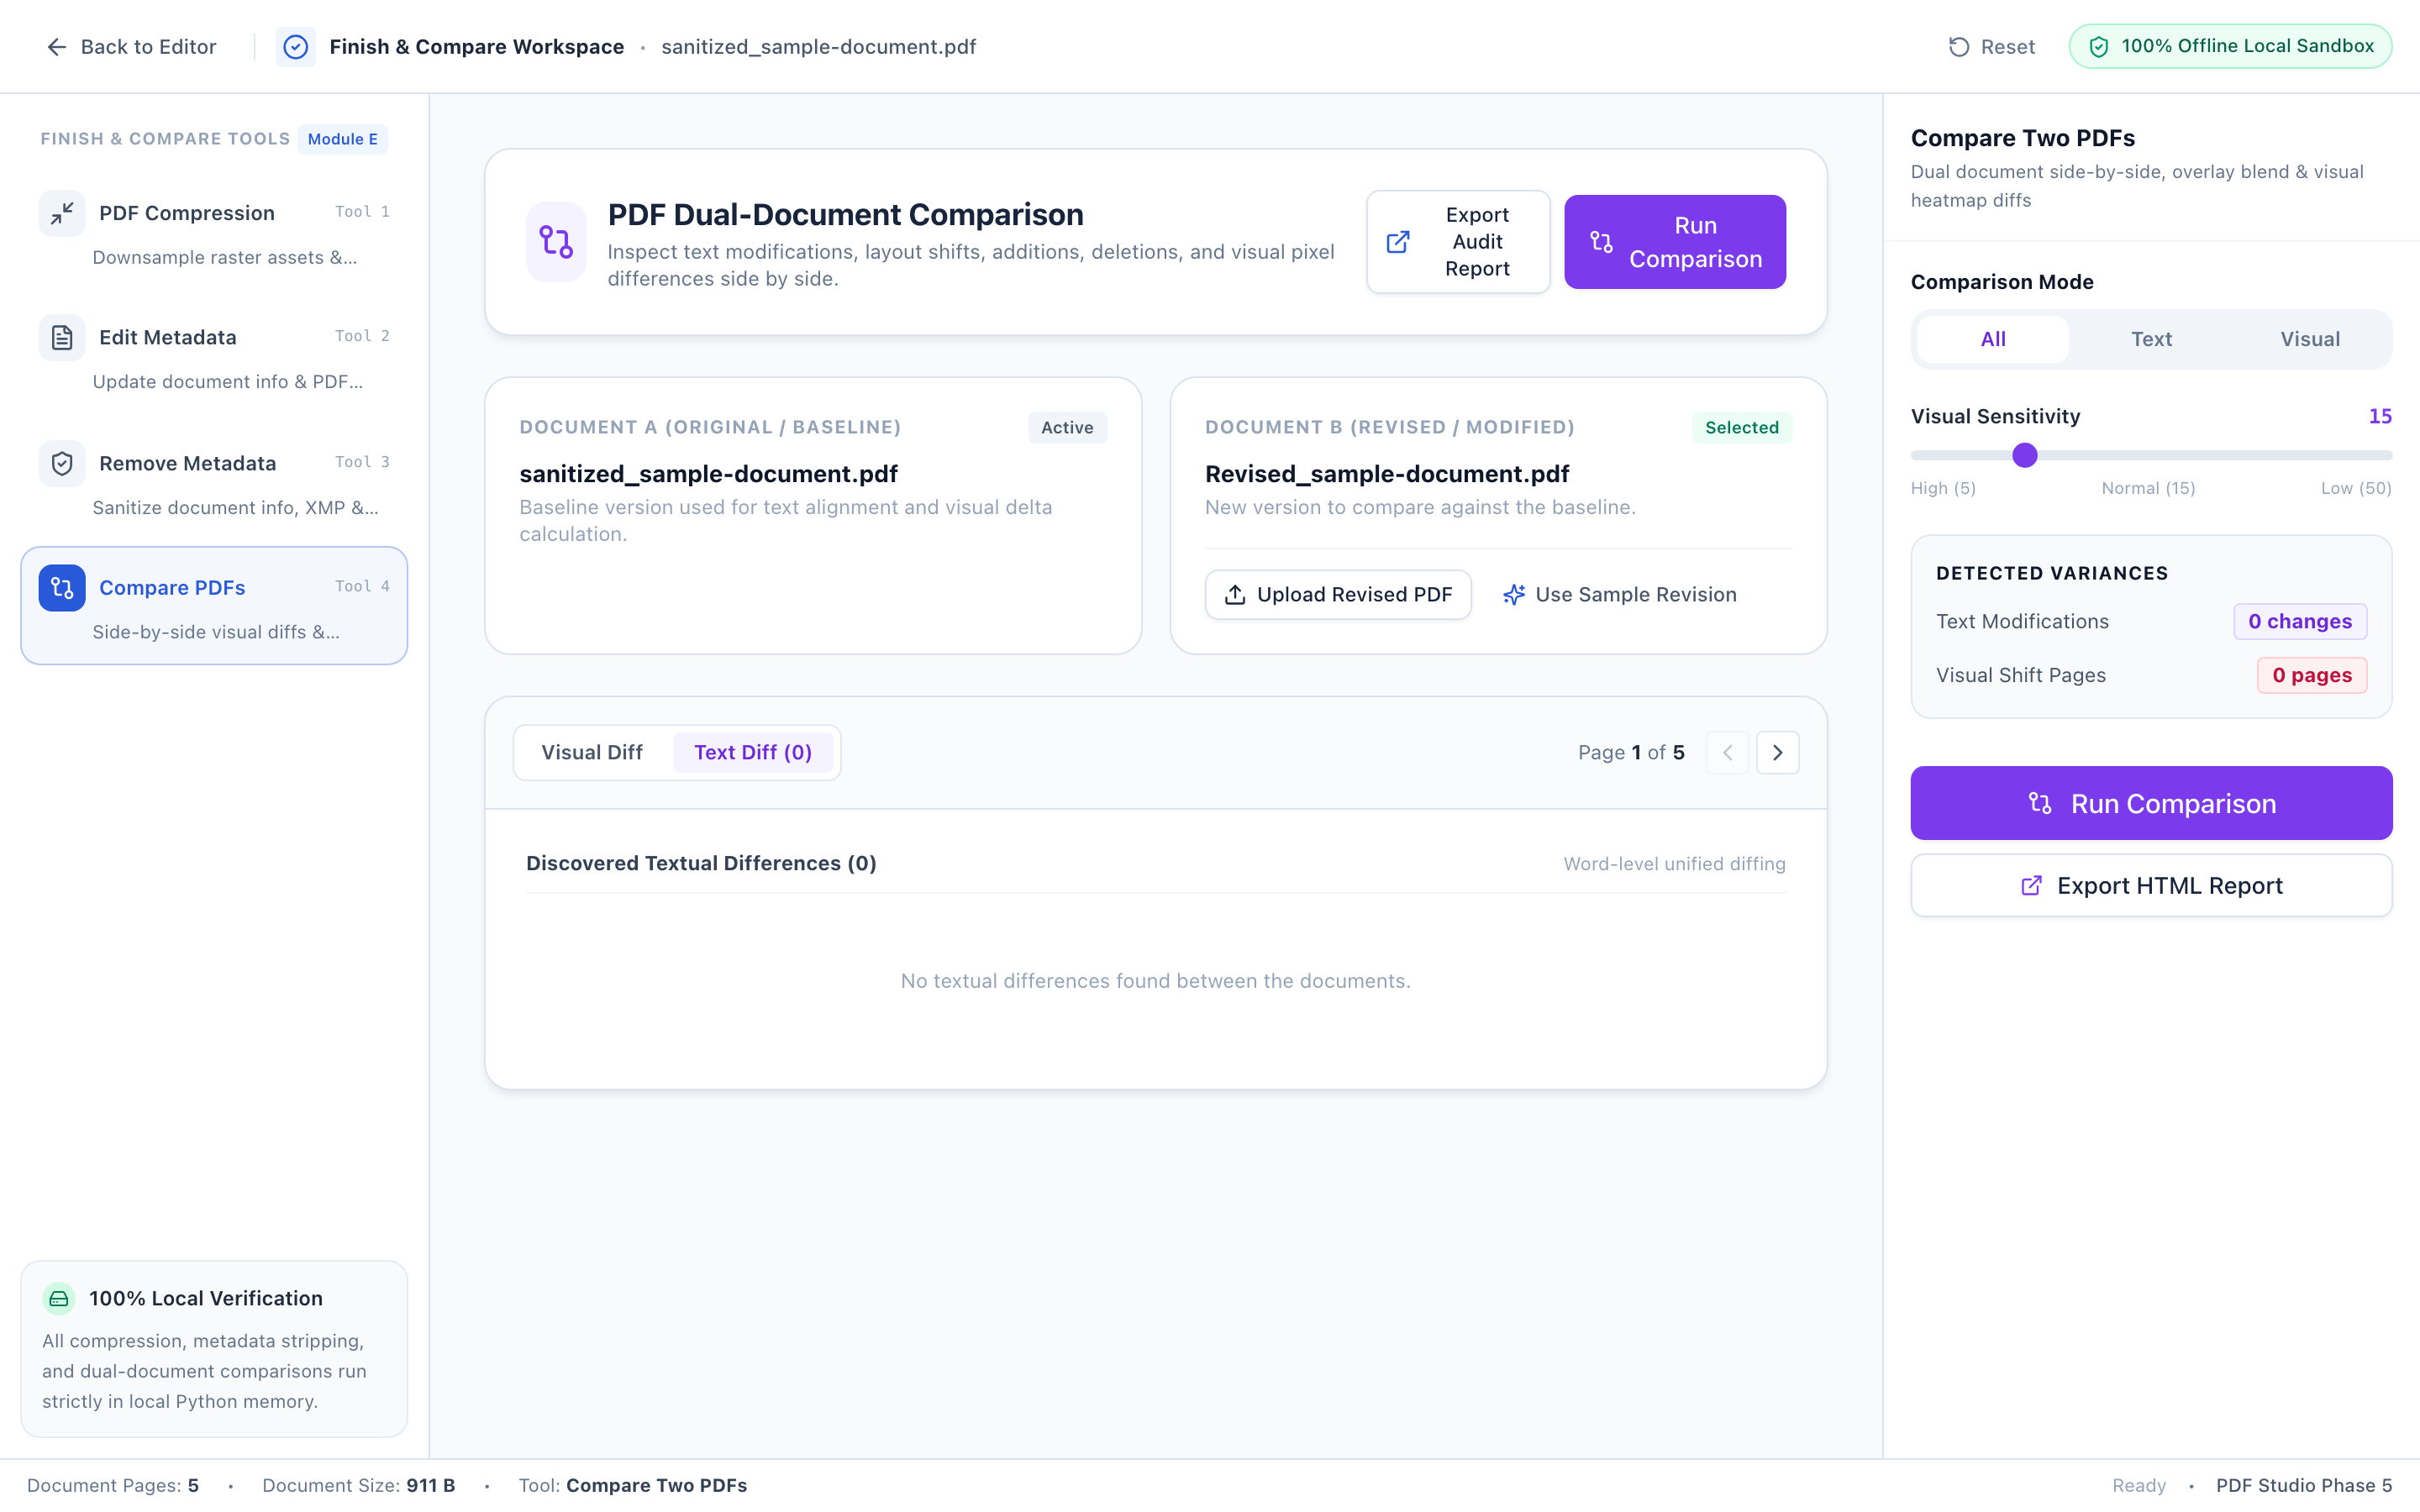 Back to Editor
Finish & Compare Workspace • sanitized_sample-document.pdf
Reset
100% Offline Local Sandbox
FINISH & COMPARE TOOLS
Module E
PDF Compression
Tool 1
Downsample raster assets &...
Edit Metadata
Tool 2
Update document info & PDF...
Remove Metadata
Tool 3
Sanitize document info, XMP &...
Compare PDFs
Tool 4
Side-by-side visual diffs &...
100% Local Verification
All compression, metadata stripping,
and dual-document comparisons run
strictly in local Python memory.
PDF Dual-Document Comparison
Inspect text modifications, layout shifts, additions, deletions, and visual pixel
differences side by side.
Export
Audit
Report
Run
Comparison
DOCUMENT A (ORIGINAL / BASELINE)
Active
sanitized_sample-document.pdf
Baseline version used for text alignment and visual delta
calculation.
DOCUMENT B (REVISED / MODIFIED)
Selected
Revised_sample-document.pdf
New version to compare against the baseline.
Upload Revised PDF
Use Sample Revision
Visual Diff
Text Diff (0)
Page 1 of 5
Discovered Textual Differences (0)
Word-level unified diffing
No textual differences found between the documents.
Compare Two PDFs
Dual document side-by-side, overlay blend & visual
heatmap diffs
Comparison Mode
All
Text
Visual
Visual Sensitivity
15
High (5)
Normal (15)
Low (50)
DETECTED VARIANCES
Text Modifications
0 changes
Visual Shift Pages
0 pages
Run Comparison
Export HTML Report
Document Pages: 5 • Document Size: 911 B • Tool: Compare Two PDFs
Ready • PDF Studio Phase 5